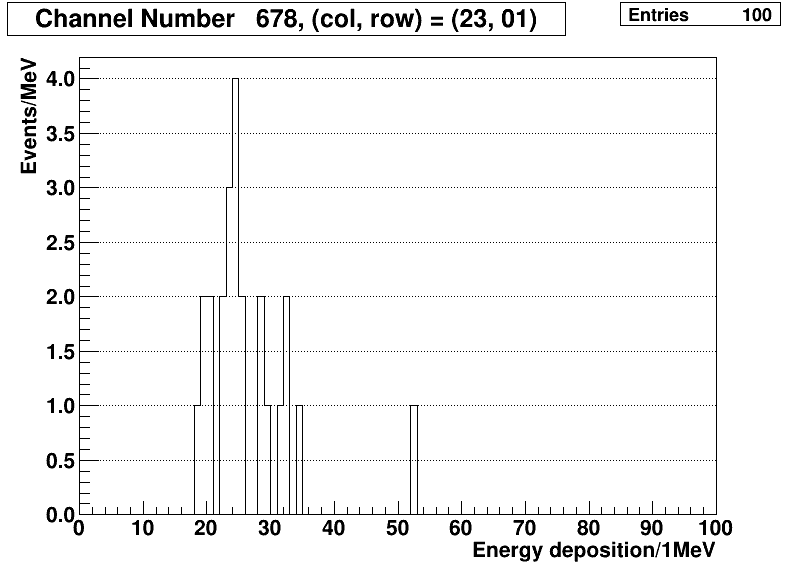 Channel Number 678, (col, row) = (23, 01)
Entries 100
Events/MeV
4.0
3.5
3.0
2.5
2.0
1.5
1.0
0.5
0.0
0 10 20 30 40 50 60 70 80 90 100
Energy deposition/1MeV